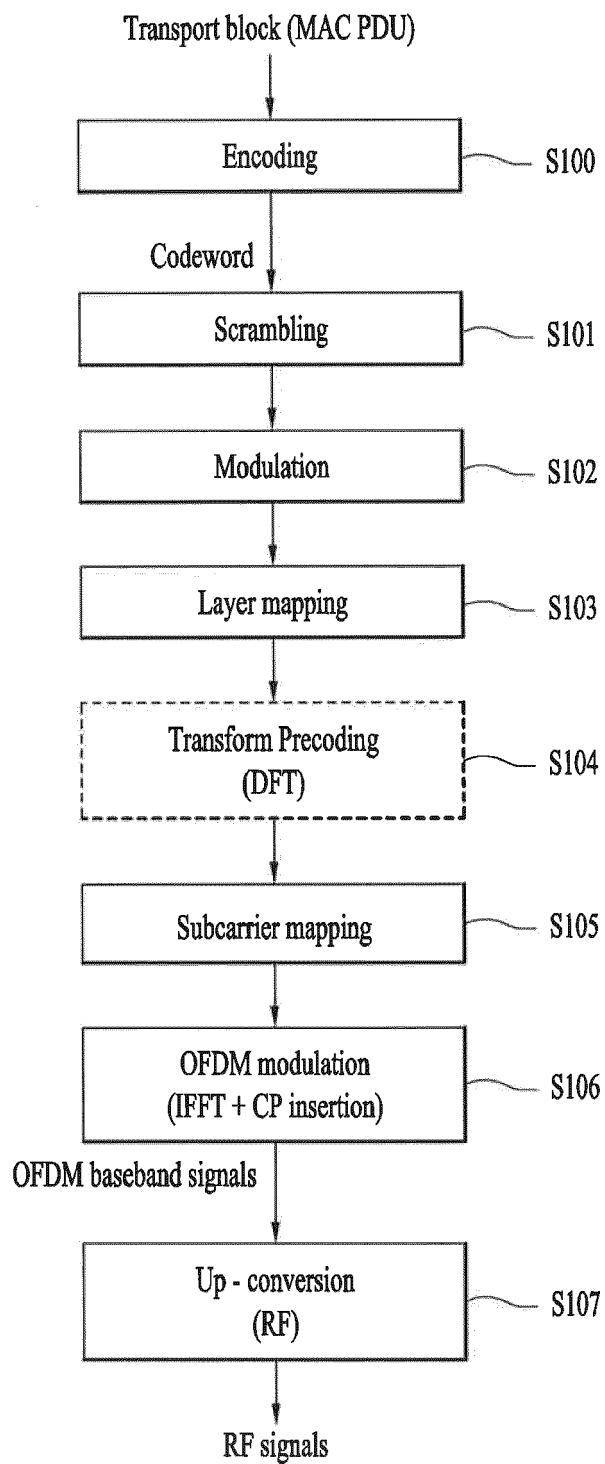 Transport block (MAC PDU)
Encoding
S100
Codeword
Scrambling
S101
Modulation
S102
Layer mapping
S103
Transform Precoding
(DFT)
S104
Subcarrier mapping
S105
OFDM modulation
(IFFT + CP insertion)
S106
OFDM baseband signals
Up - conversion
(RF)
S107
RF signals